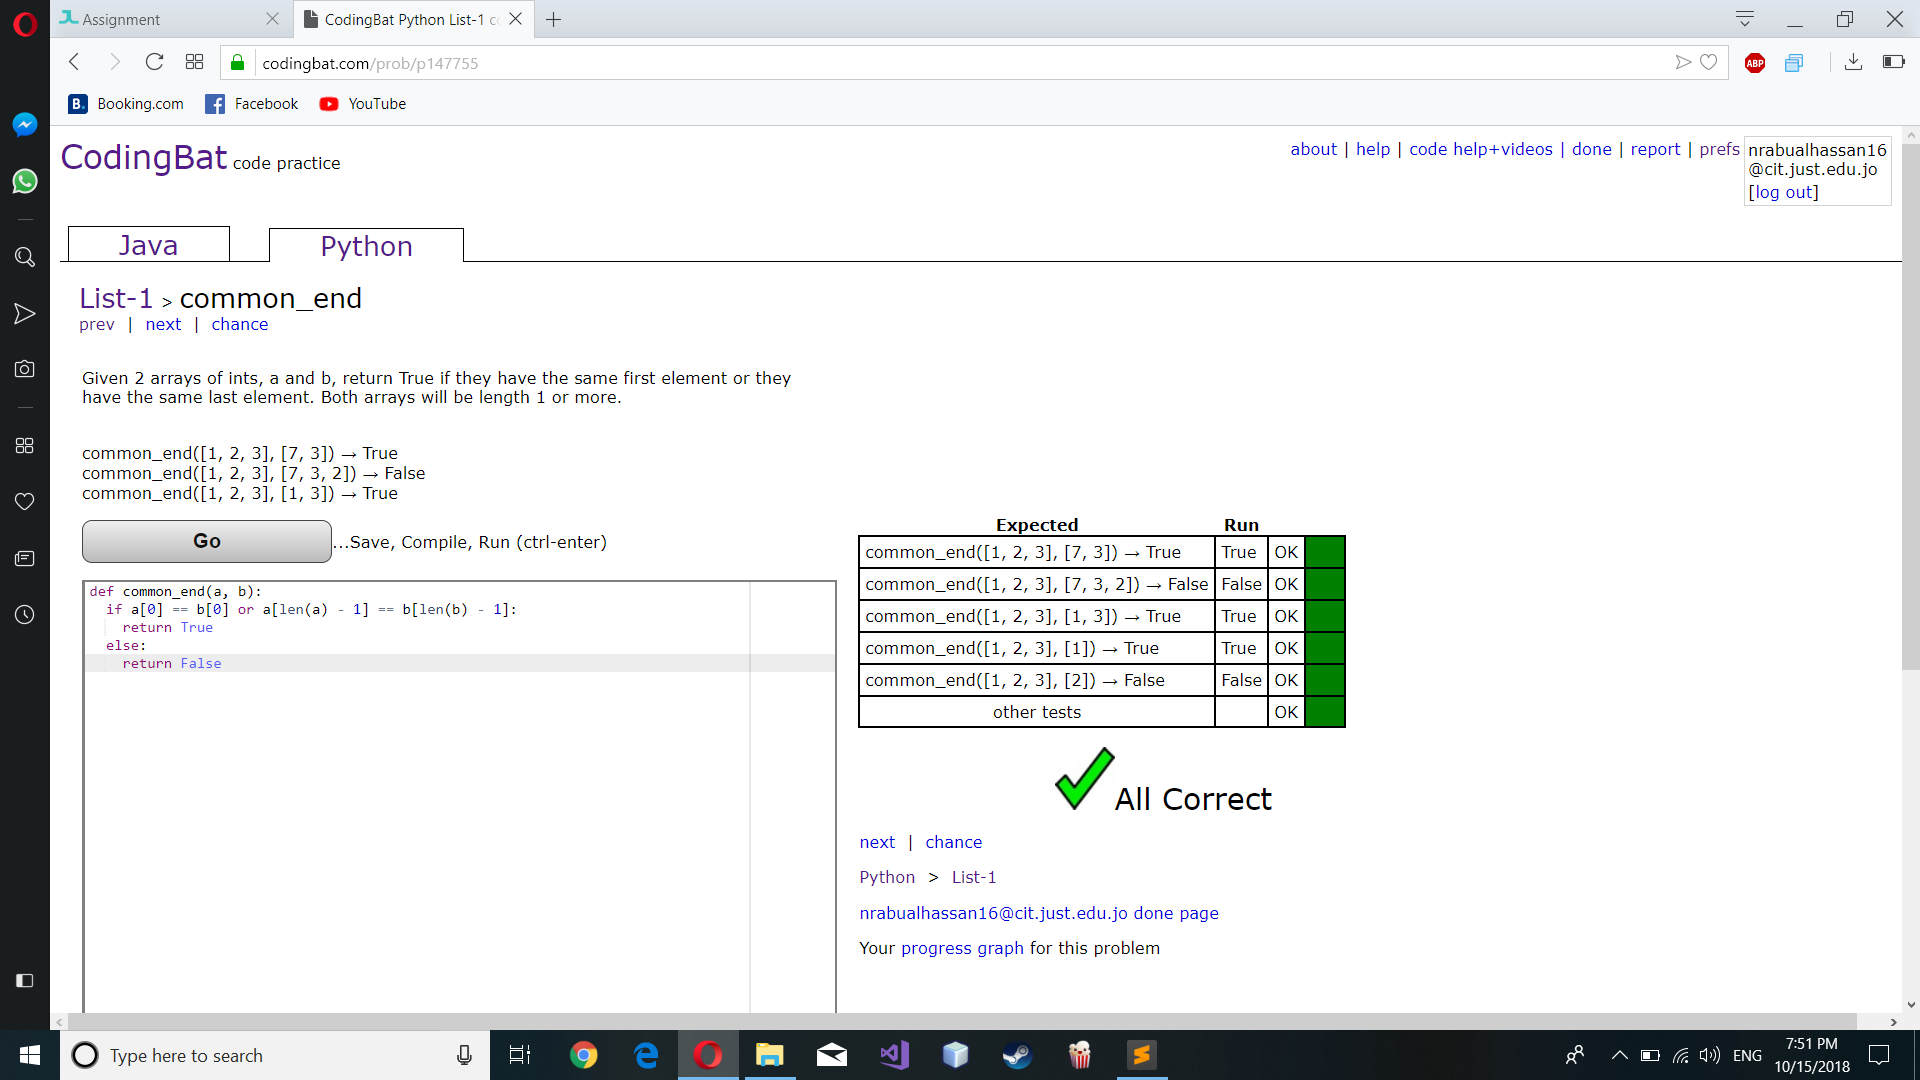 Assignment
CodingBat Python List-1 co
codingbat.com/prob/p147755
ABP
B. Booking.com Facebook YouTube
CodingBat code practice
about | help | code help+videos | done | report | prefs
nrabualhassan16
@cit.just.edu.jo
[log out]
Java
Python
List-1 > common_end
prev | next | chance
Given 2 arrays of ints, a and b, return True if they have the same first element or they
have the same last element. Both arrays will be length 1 or more.
common_end([1, 2, 3], [7, 3]) → True
common_end([1, 2, 3], [7, 3, 2]) → False
common_end([1, 2, 3], [1, 3]) → True
Go ...Save, Compile, Run (ctrl-enter)
def common_end(a, b):
  if a[0] == b[0] or a[len(a) - 1] == b[len(b) - 1]:
    return True
  else:
    return False
Expected Run
common_end([1, 2, 3], [7, 3]) → True True OK
common_end([1, 2, 3], [7, 3, 2]) → False False OK
common_end([1, 2, 3], [1, 3]) → True True OK
common_end([1, 2, 3], [1]) → True True OK
common_end([1, 2, 3], [2]) → False False OK
other tests OK
All Correct
next | chance
Python > List-1
nrabualhassan16@cit.just.edu.jo done page
Your progress graph for this problem
Type here to search
ENG
7:51 PM
10/15/2018